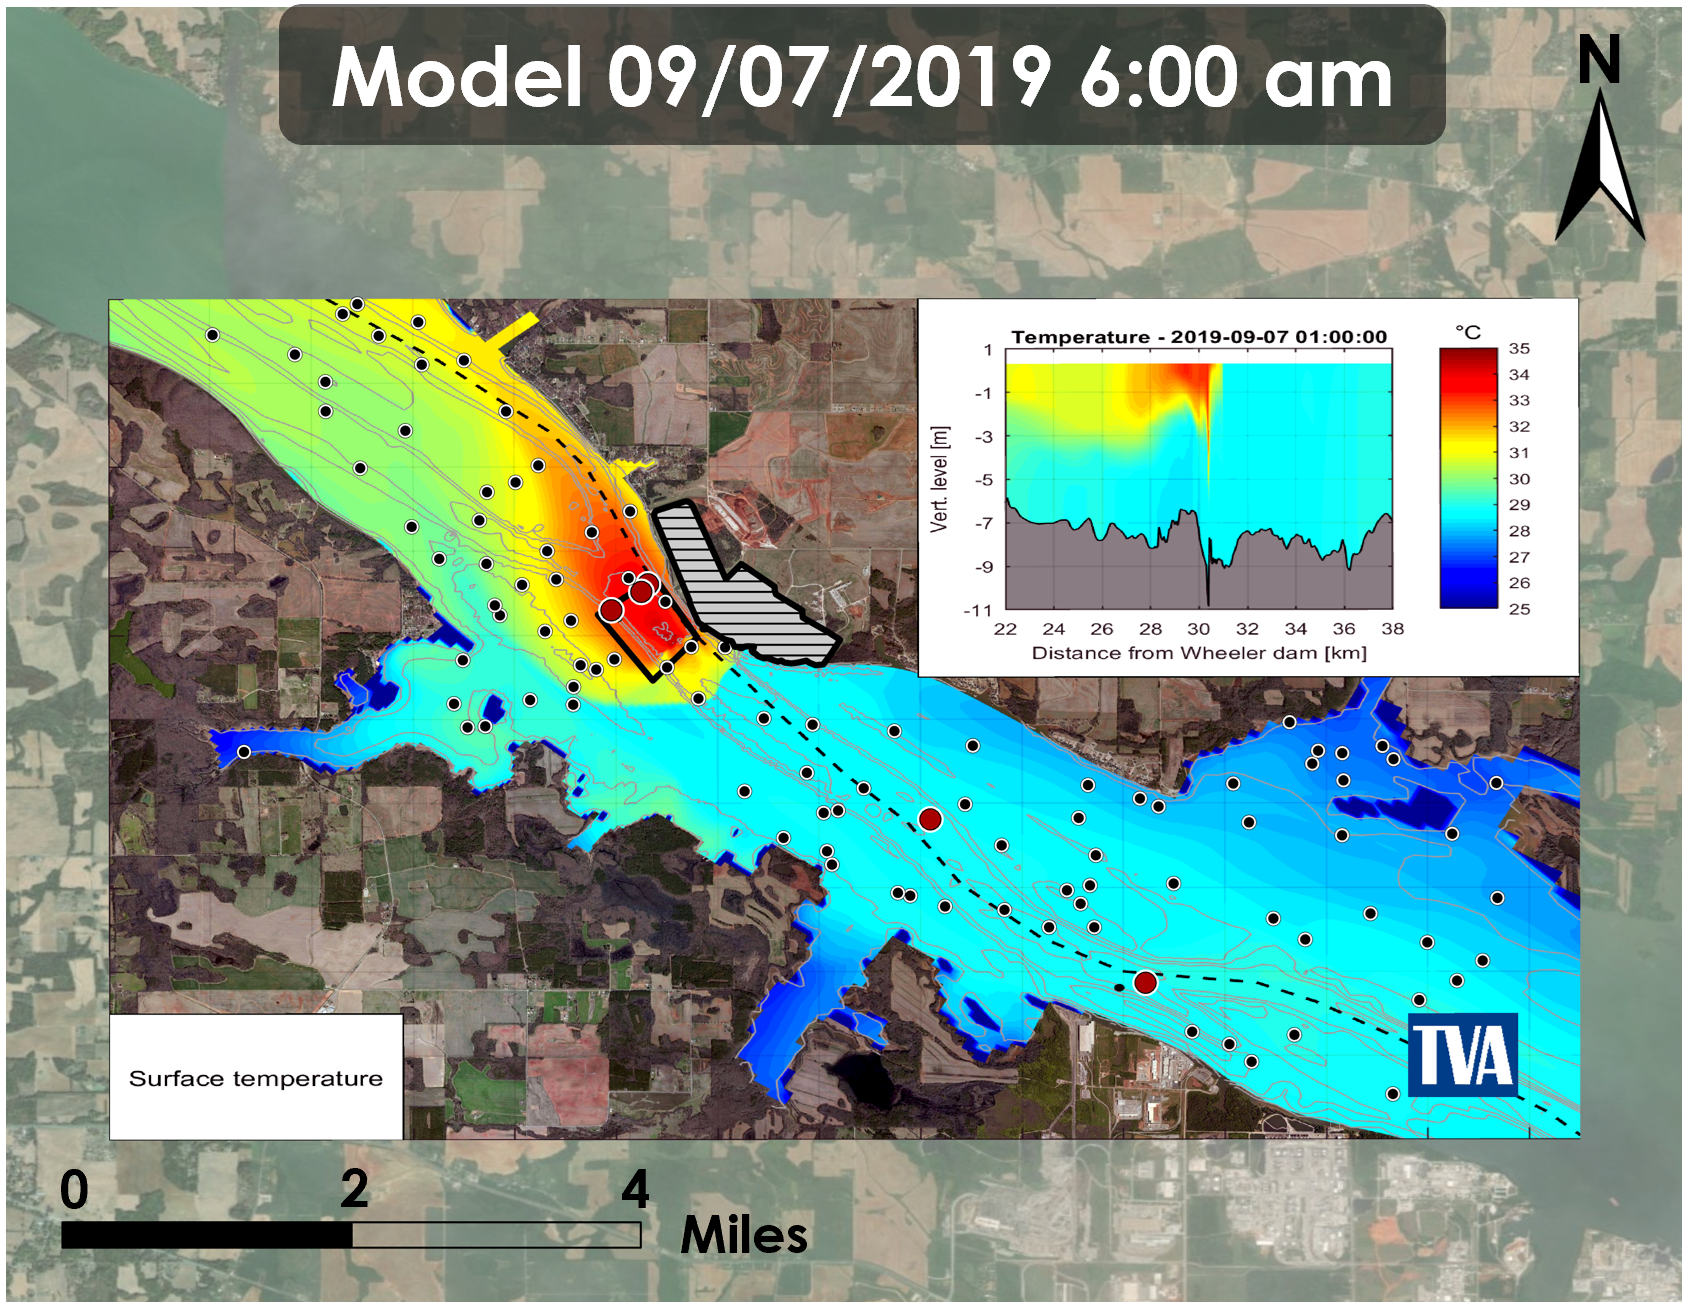 Model 09/07/2019 6:00 am
N
Temperature - 2019-09-07 01:00:00
°C
Vert. level [m]
1
-1
-3
-5
-7
-9
-11
22 24 26 28 30 32 34 36 38
Distance from Wheeler dam [km]
35
34
33
32
31
30
29
28
27
26
25
TVA
Surface temperature
0 2 4
Miles